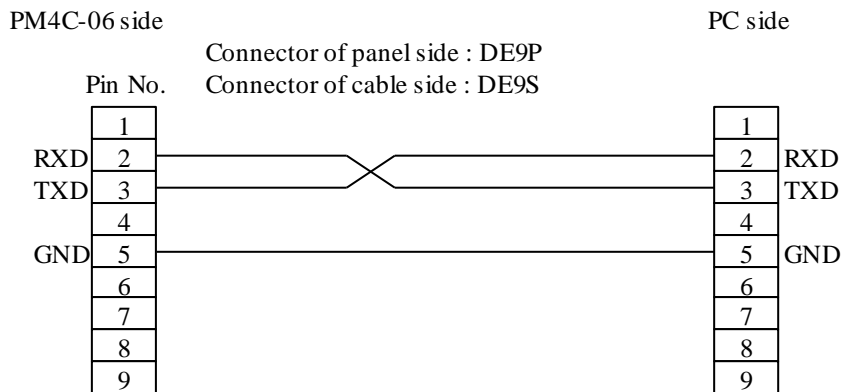 PM4C-06 side PC side
Connector of panel side : DE9P
Pin No. Connector of cable side : DE9S
1 1
RXD 2 2 RXD
TXD 3 3 TXD
4 4
GND 5 5 GND
6 6
7 7
8 8
9 9